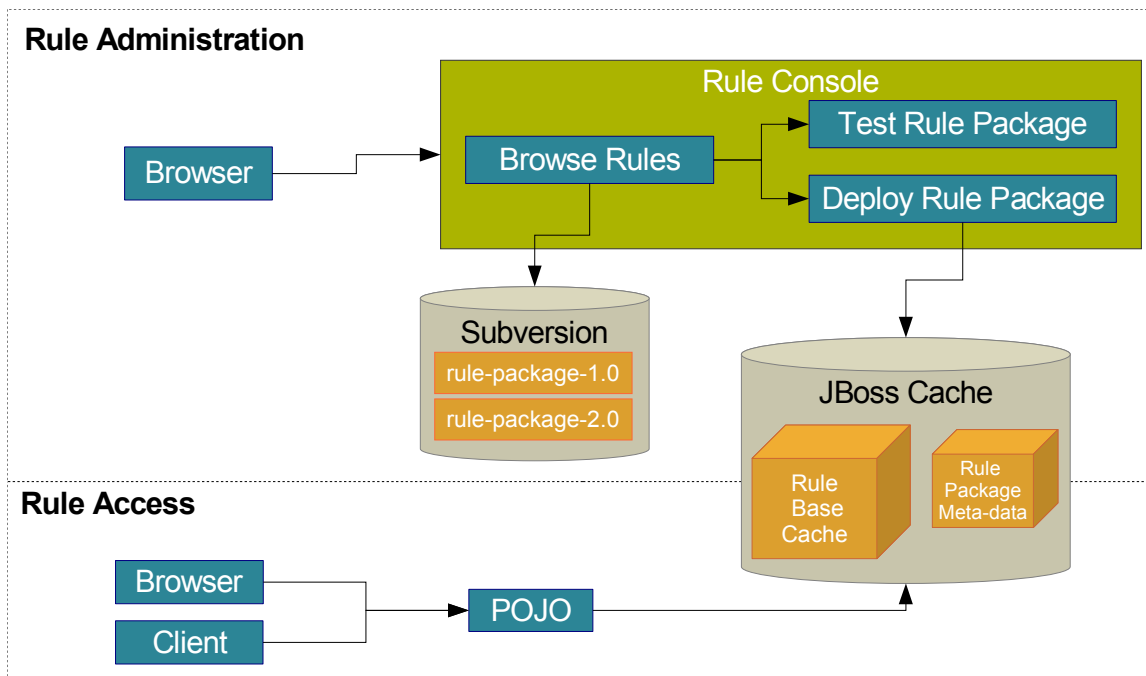 Rule Administration
Rule Console
Test Rule Package
Browse Rules
Browser
Deploy Rule Package
Subversion
rule-package-1.0
rule-package-2.0
JBoss Cache
Rule
Base
Cache
Rule
Package
Meta-data
Rule Access
Browser
POJO
Client